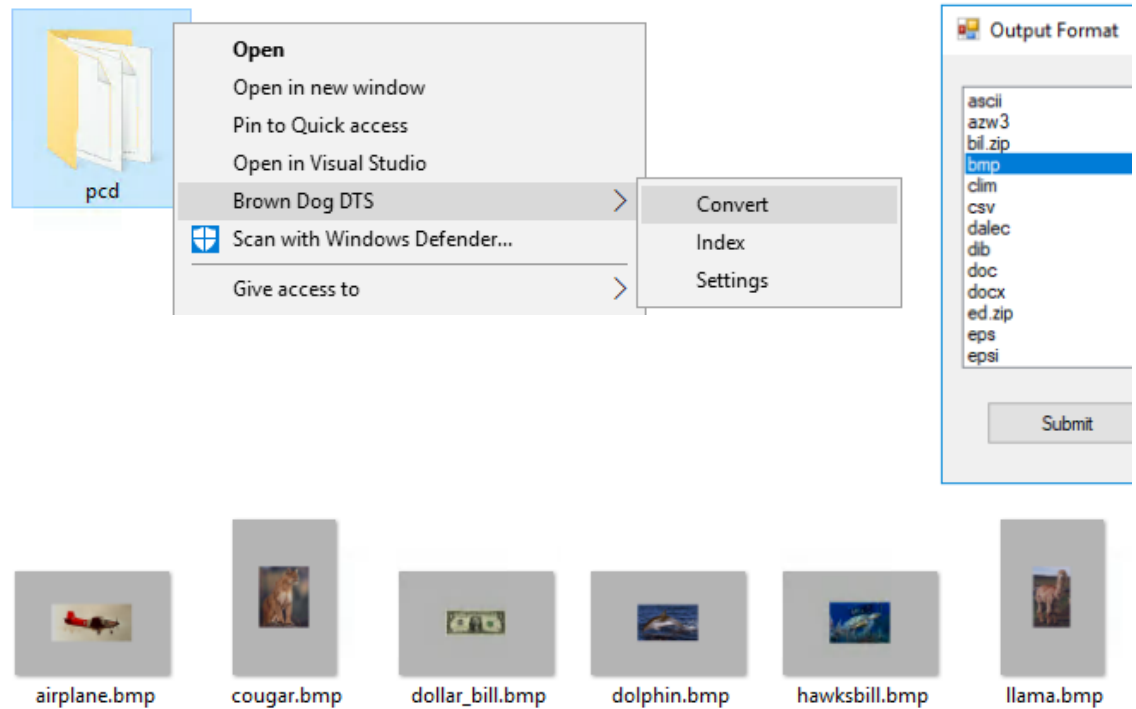 pcd
Open
Open in new window
Pin to Quick access
Open in Visual Studio
Brown Dog DTS
Scan with Windows Defender...
Give access to
Convert
Index
Settings
Output Format
ascii
azw3
bil.zip
bmp
clim
csv
dalec
dib
doc
docx
ed.zip
eps
epsi
Submit
airplane.bmp
cougar.bmp
dollar_bill.bmp
dolphin.bmp
hawksbill.bmp
llama.bmp